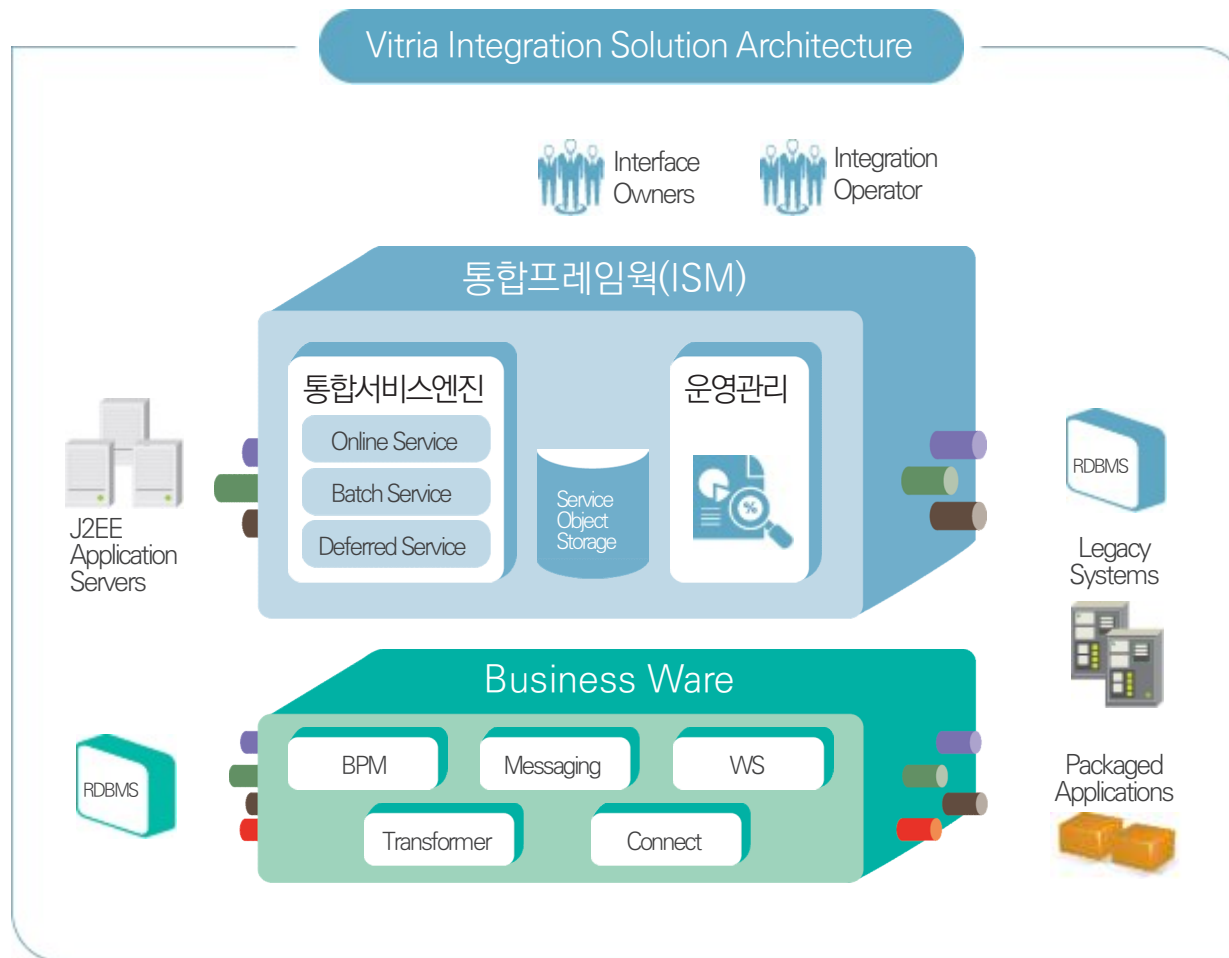 Vitria Integration Solution Architecture
Interface
Owners
Integration
Operator
통합프레임웍(ISM)
통합서비스엔진
Online Service
Batch Service
Deferred Service
Service
Object
Storage
운영관리
%
J2EE
Application
Servers
RDBMS
Legacy
Systems
Business Ware
BPM
Messaging
WS
Transformer
Connect
RDBMS
Packaged
Applications